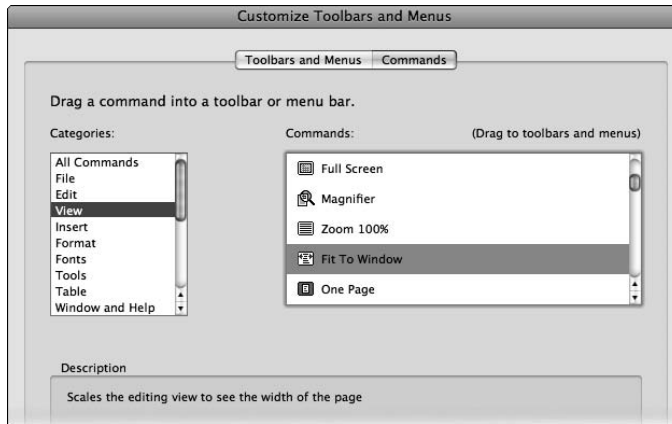 Customize Toolbars and Menus
Toolbars and Menus Commands
Drag a command into a toolbar or menu bar.
Categories: Commands: (Drag to toolbars and menus)
All Commands
File
Edit
View
Insert
Format
Fonts
Tools
Table
Window and Help
Full Screen
Magnifier
Zoom 100%
Fit To Window
One Page
Description
Scales the editing view to see the width of the page